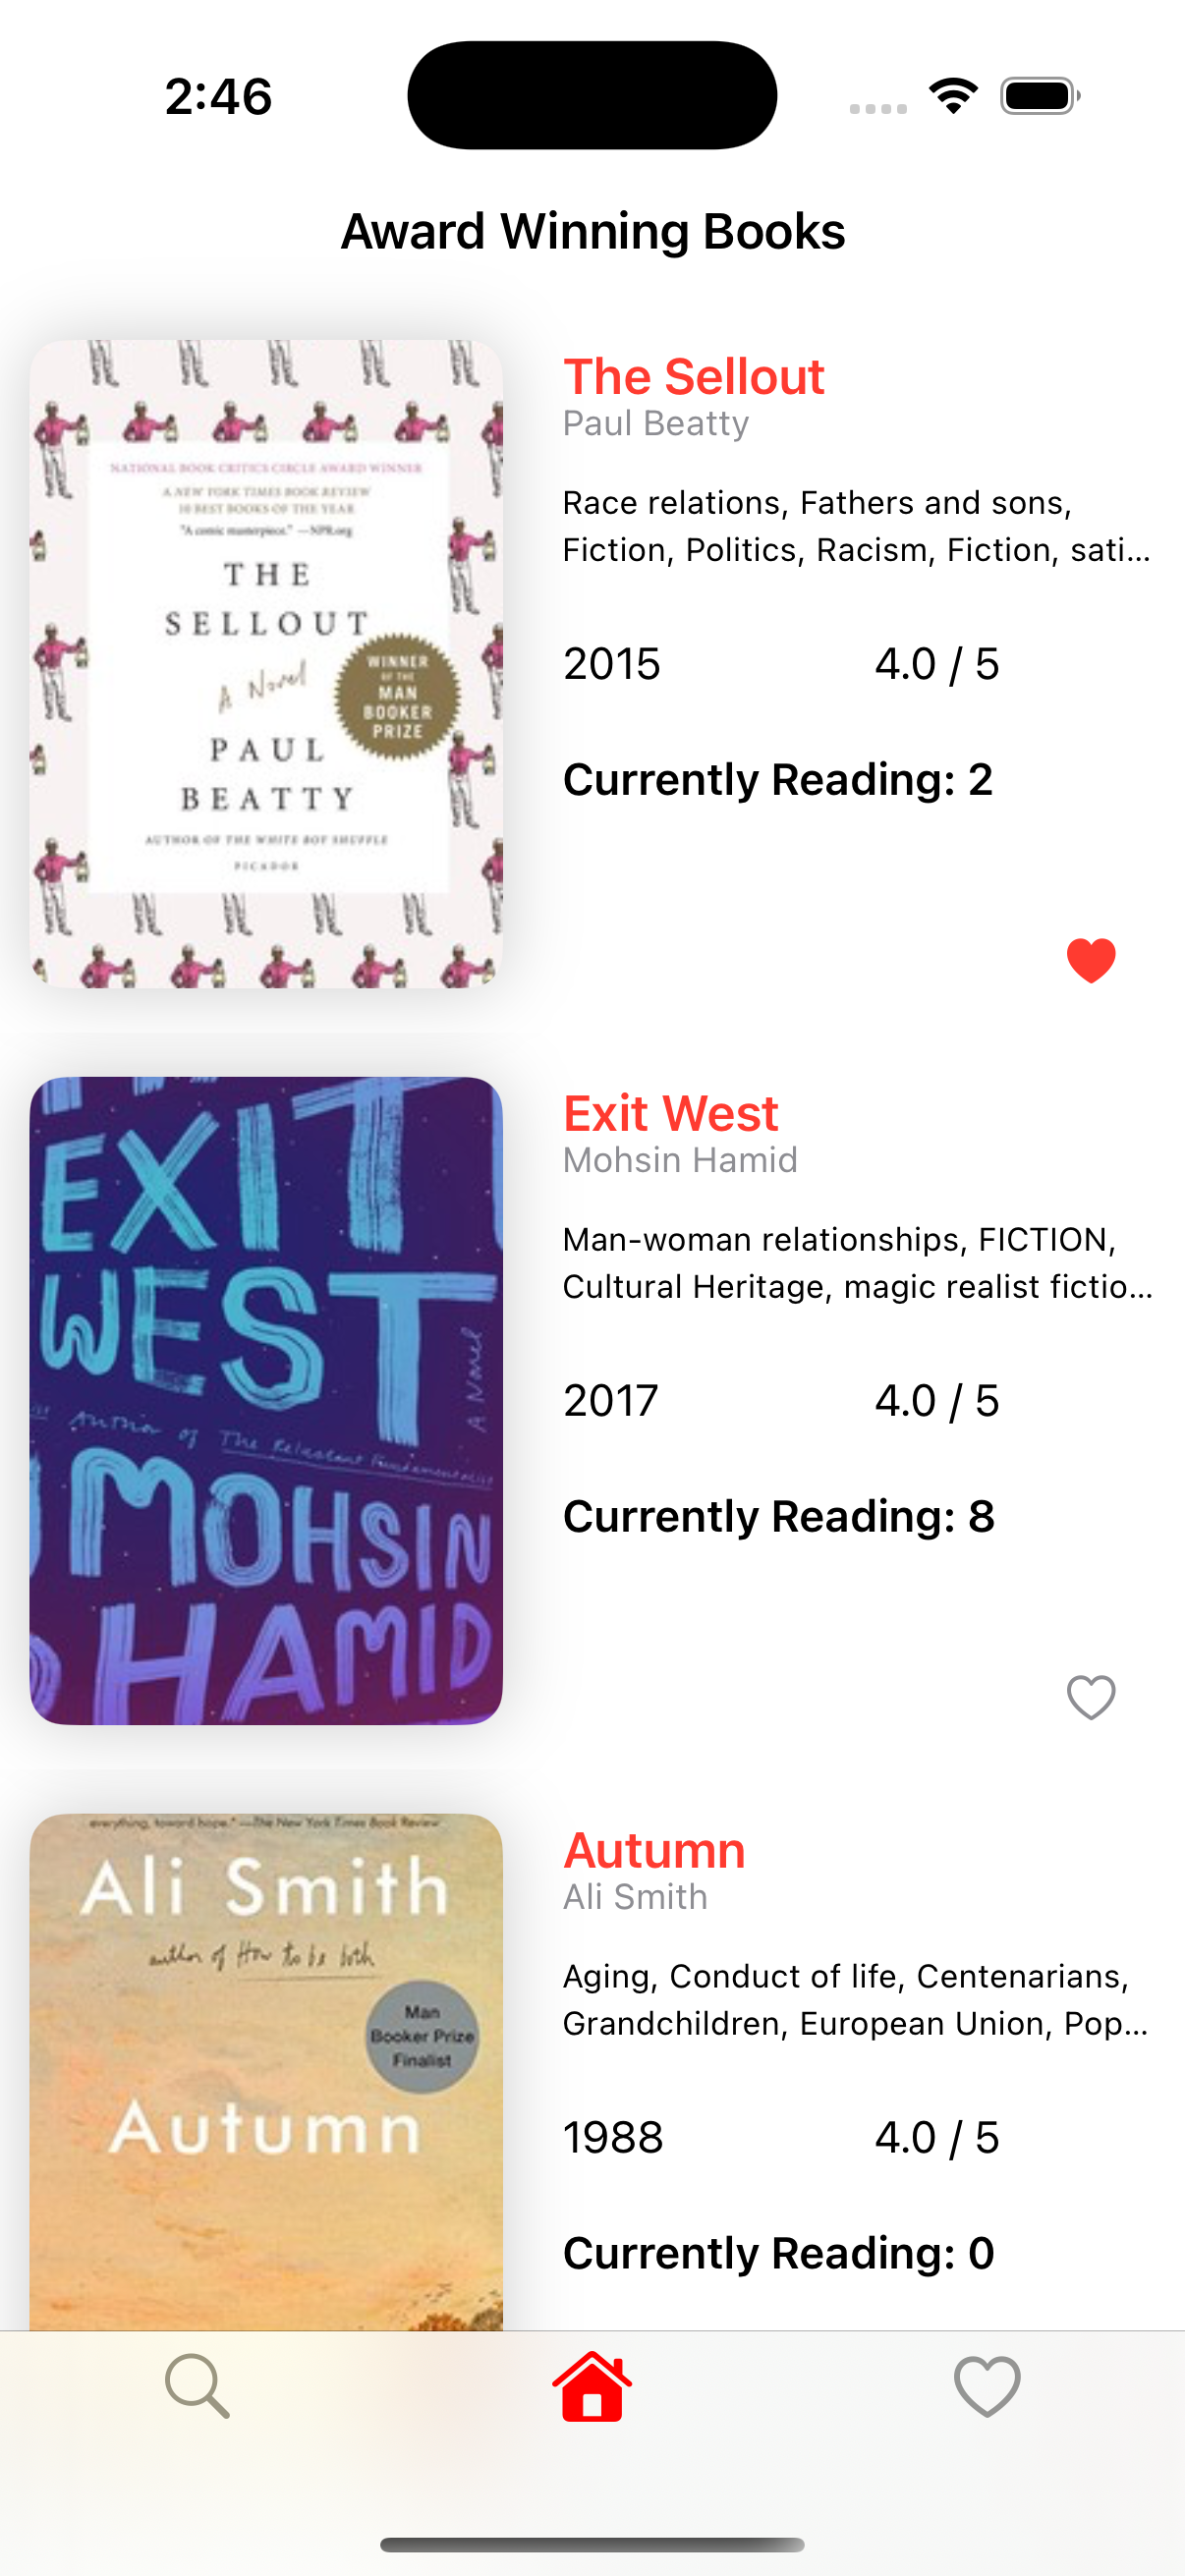 2:46
Award Winning Books
NATIONAL BOOK CRITICS CIRCLE AWARD WINNER
A NEW YORK TIMES BOOK REVIEW
10 BEST BOOKS OF THE YEAR
"A comic masterpiece." —NPR.org
THE
SELLOUT
A Novel
WINNER
OF THE
MAN
BOOKER
PRIZE
PAUL
BEATTY
AUTHOR OF THE WHITE BOY SHUFFLE
PICADOR
The Sellout
Paul Beatty
Race relations, Fathers and sons,
Fiction, Politics, Racism, Fiction, sati...
2015
4.0 / 5
Currently Reading: 2
EXIT
WEST
A Novel
Author of The Reluctant Fundamentalist
MOHSIN
HAMID
Exit West
Mohsin Hamid
Man-woman relationships, FICTION,
Cultural Heritage, magic realist fictio...
2017
4.0 / 5
Currently Reading: 8
everything, toward hope." —The New York Times Book Review
Ali Smith
author of How to be both
Man
Booker Prize
Finalist
Autumn
Autumn
Ali Smith
Aging, Conduct of life, Centenarians,
Grandchildren, European Union, Pop...
1988
4.0 / 5
Currently Reading: 0